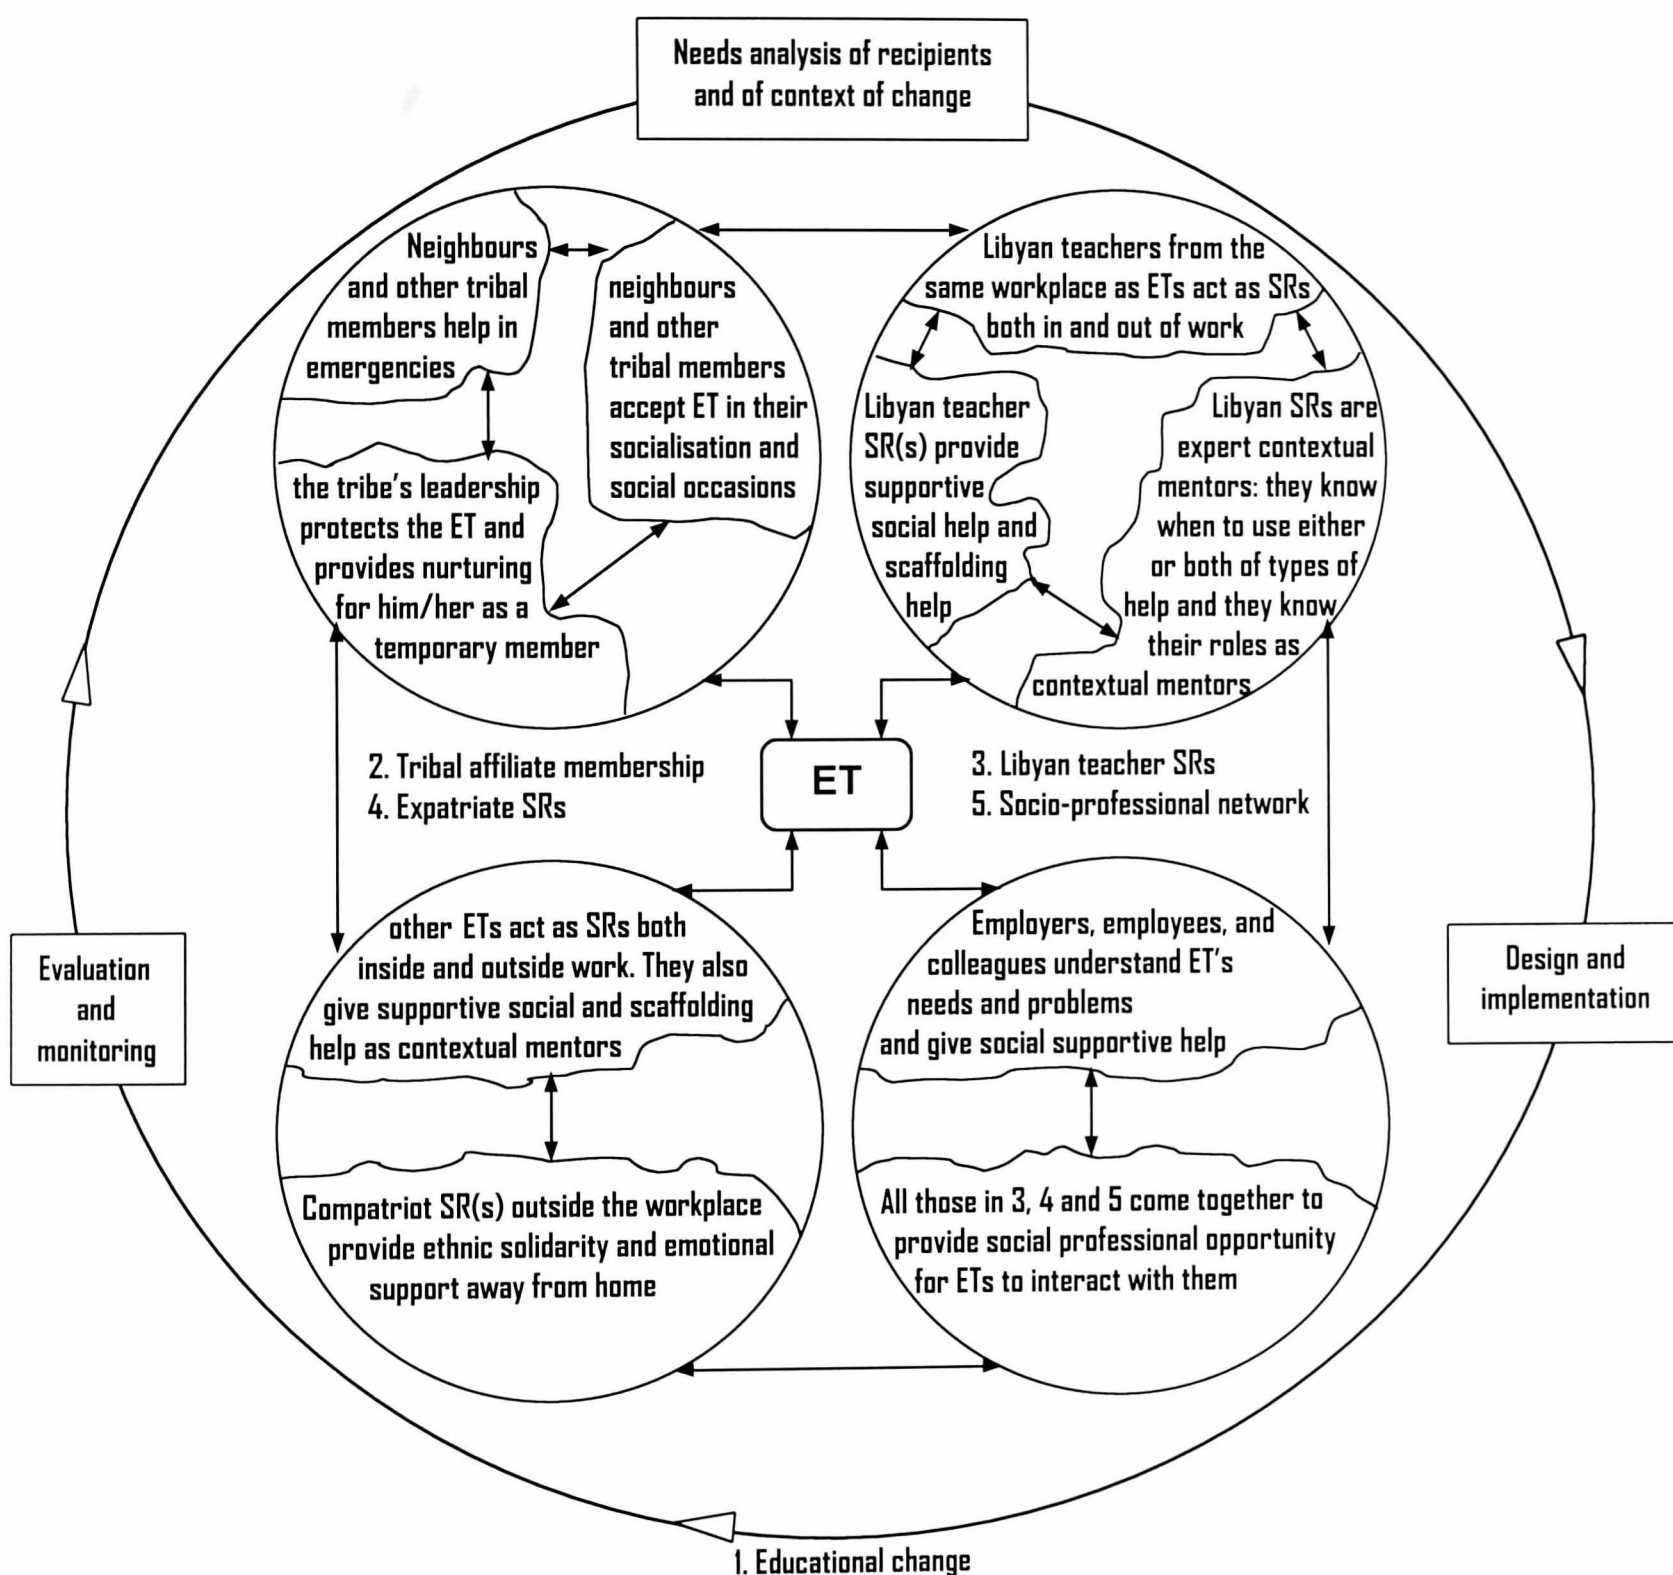 Needs analysis of recipients
and of context of change
Neighbours
and other tribal
members help in
emergencies
neighbours
and other
tribal members
accept ET in their
socialisation and
social occasions
the tribe's leadership
protects the ET and
provides nurturing
for him/her as a
temporary member
Libyan teachers from the
same workplace as ETs act as SRs
both in and out of work
Libyan teacher
SR(s) provide
supportive
social help and
scaffolding
help
Libyan SRs are
expert contextual
mentors: they know
when to use either
or both of types of
help and they know
their roles as
contextual mentors
2. Tribal affiliate membership
4. Expatriate SRs
ET
3. Libyan teacher SRs
5. Socio-professional network
Evaluation
and
monitoring
Design and
implementation
other ETs act as SRs both
inside and outside work. They also
give supportive social and scaffolding
help as contextual mentors
Compatriot SR(s) outside the workplace
provide ethnic solidarity and emotional
support away from home
Employers, employees, and
colleagues understand ET's
needs and problems
and give social supportive help
All those in 3, 4 and 5 come together to
provide social professional opportunity
for ETs to interact with them
1. Educational change